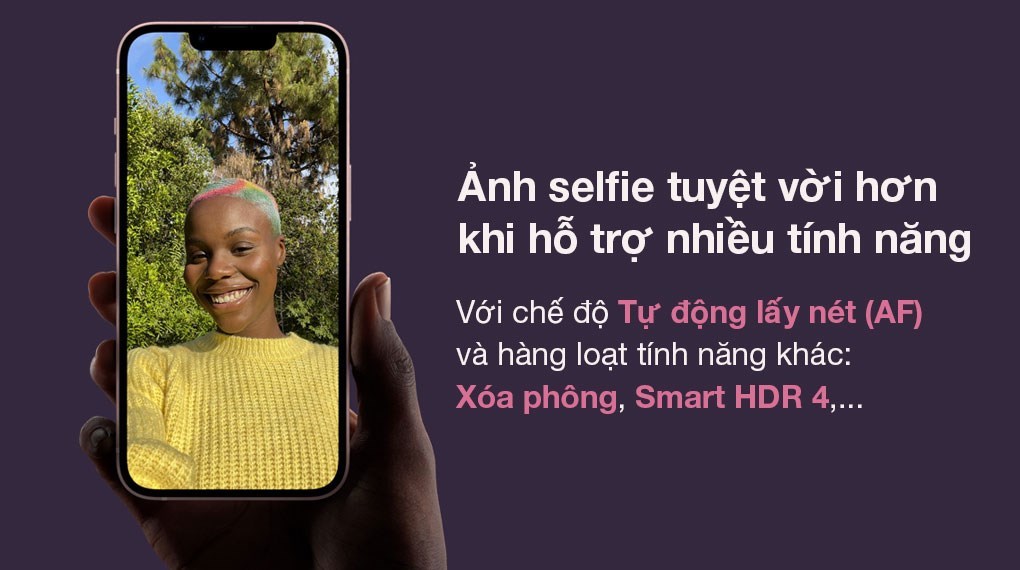 Ảnh selfie tuyệt vời hơn
khi hỗ trợ nhiều tính năng
Với chế độ Tự động lấy nét (AF)
và hàng loạt tính năng khác:
Xóa phông, Smart HDR 4,...